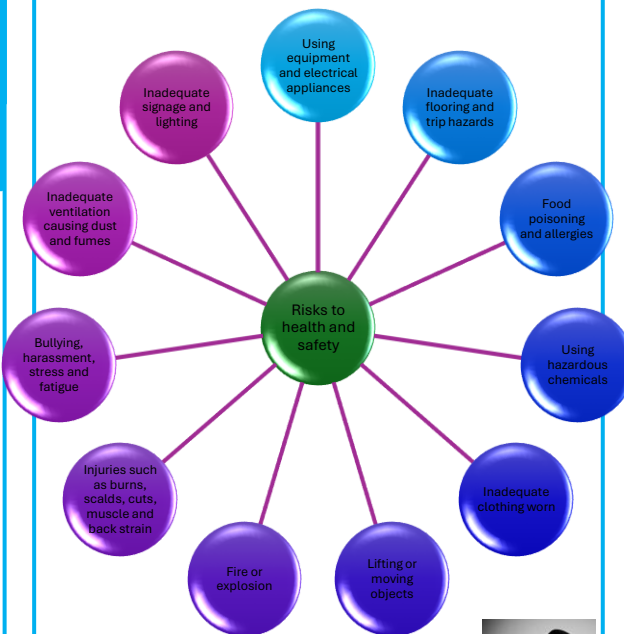 Risks to
health and
safety
Using
equipment
and electrical
appliances
Inadequate
flooring and
trip hazards
Food
poisoning
and allergies
Using
hazardous
chemicals
Inadequate
clothing worn
Lifting or
moving
objects
Fire or
explosion
Injuries such
as burns,
scalds, cuts,
muscle and
back strain
Bullying,
harassment,
stress and
fatigue
Inadequate
ventilation
causing dust
and fumes
Inadequate
signage and
lighting